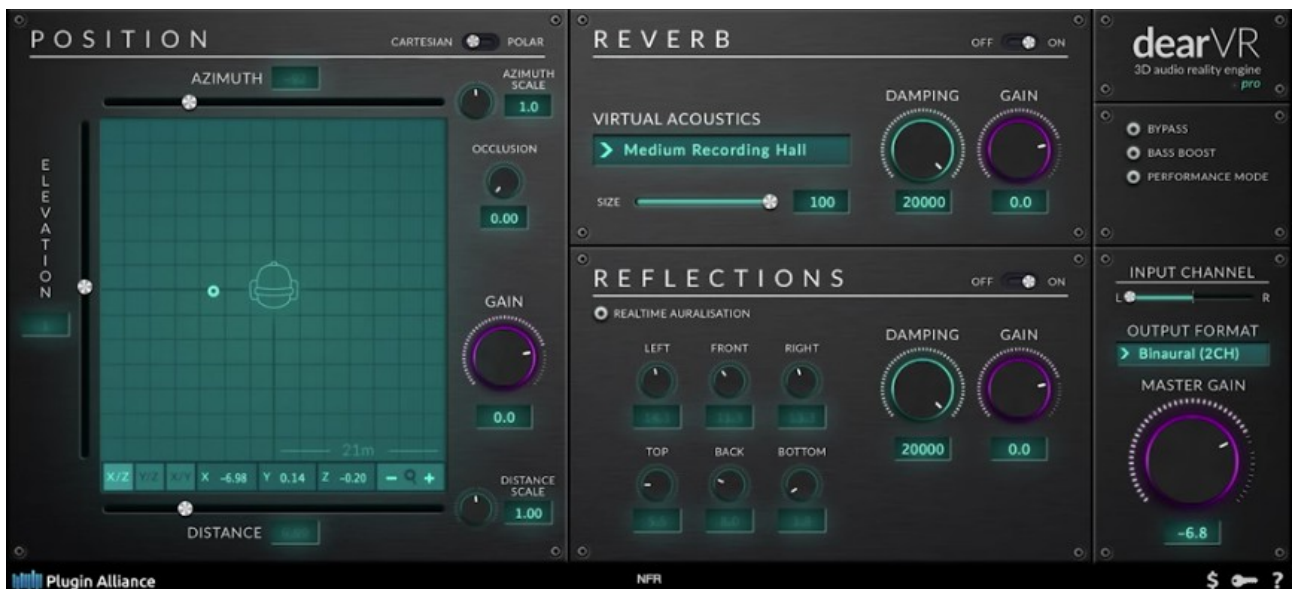 POSITION
CARTESIAN POLAR
AZIMUTH
AZIMUTH SCALE
1.0
ELEVATION
OCCLUSION
0.00
GAIN
0.0
21m
X/Z Y/Z X/Y X -6.98 Y 0.14 Z -0.20 - +
DISTANCE
DISTANCE SCALE
1.00
REVERB
OFF ON
VIRTUAL ACOUSTICS
Medium Recording Hall
SIZE 100
DAMPING GAIN
20000 0.0
REFLECTIONS
OFF ON
REALTIME AURALISATION
LEFT FRONT RIGHT
TOP BACK BOTTOM
DAMPING GAIN
20000 0.0
dearVR
3D audio reality engine
pro
BYPASS
BASS BOOST
PERFORMANCE MODE
INPUT CHANNEL
L R
OUTPUT FORMAT
Binaural (2CH)
MASTER GAIN
-6.8
Plugin Alliance
NFR
$ ?